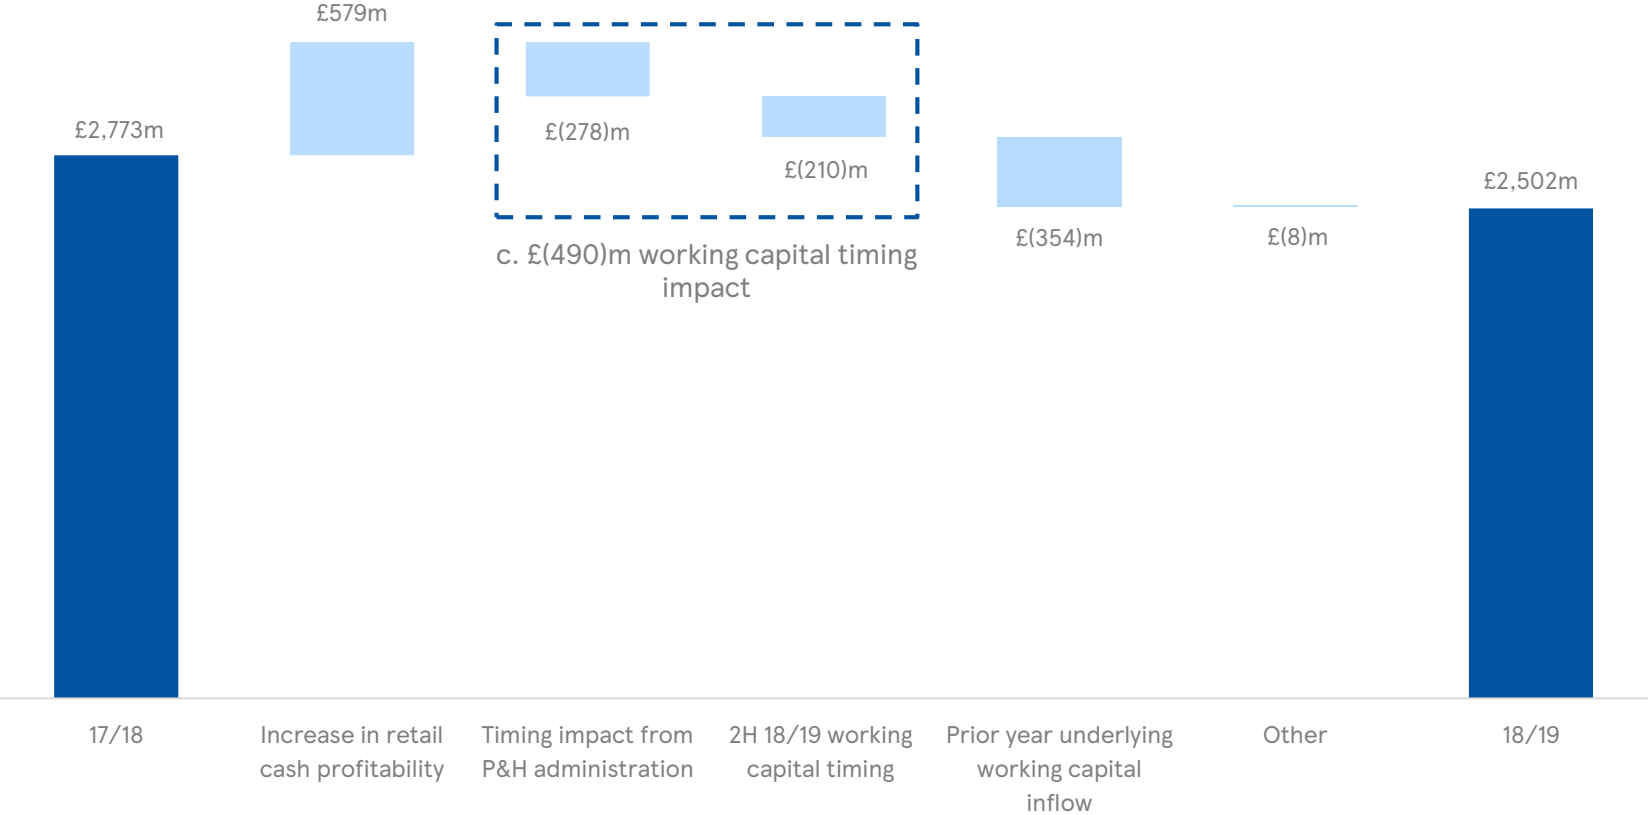 £579m
£2,773m
£(278)m
£(210)m
£2,502m
£(354)m
£(8)m
c. £(490)m working capital timing
impact
17/18
Increase in retail
cash profitability
Timing impact from
P&H administration
2H 18/19 working
capital timing
Prior year underlying
working capital
inflow
Other
18/19